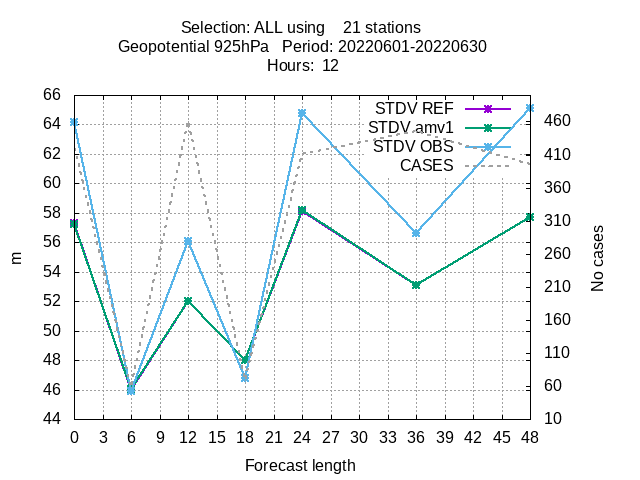 Selection: ALL using    21 stations
Geopotential 925hPa   Period: 20220601-20220630
Hours:  12
66
64
62
60
58
56
54
52
50
48
46
44
m
STDV REF
STDV amv1
STDV OBS
CASES
460
410
360
310
260
210
160
110
60
10
No cases
0 3 6 9 12 15 18 21 24 27 30 33 36 39 42 45 48
Forecast length